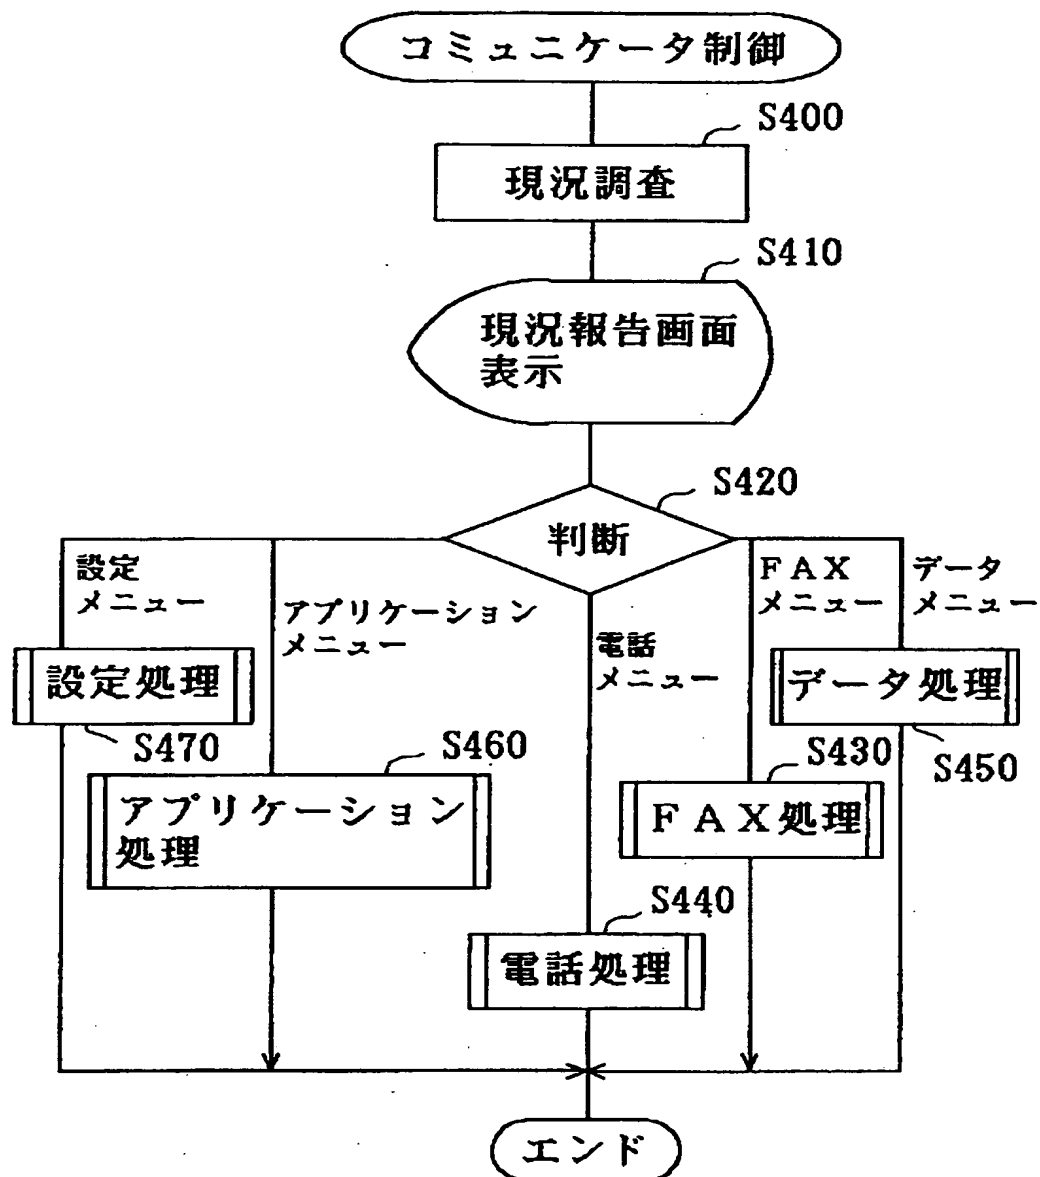 コミュニケータ制御
S400
現況調査
S410
現況報告画面
表示
S420
判断
設定
メニュー
アプリケーション
メニュー
電話
メニュー
ＦＡＸ
メニュー
データ
メニュー
設定処理
S470
データ処理
S450
S460
アプリケーション
処理
S430
ＦＡＸ処理
S440
電話処理
エンド